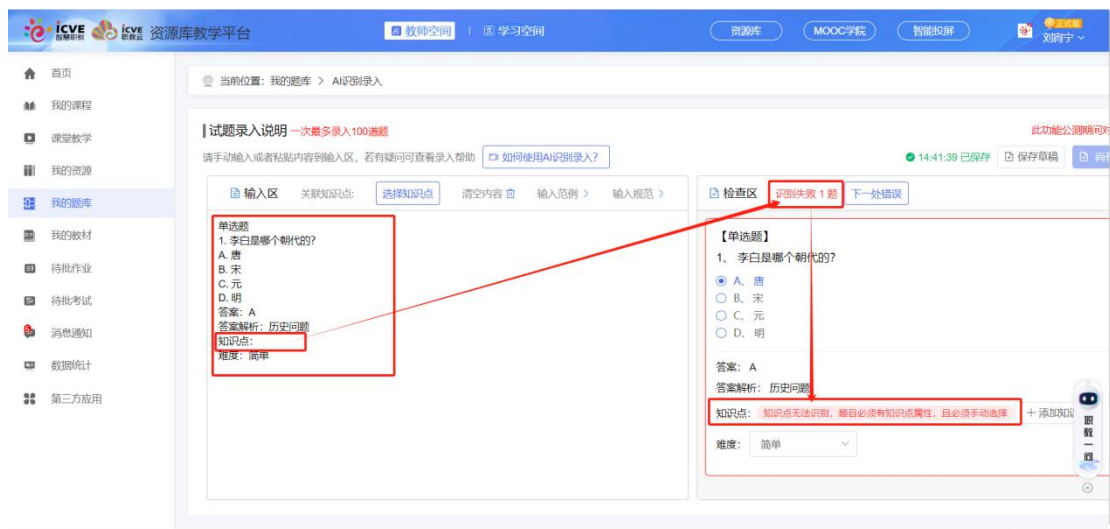 icve 智慧职教 icve 职教云 资源库教学平台
教师空间
学习空间
资源库
MOOC学院
智能投屏
正式版
刘尚宁
首页
我的课程
课堂教学
我的资源
我的题库
我的教材
待批作业
待批考试
消息通知
数据统计
第三方应用
当前位置：我的题库 > AI识别录入
试题录入说明 一次最多录入100道题
此功能公测期间对
请手动输入或者粘贴内容到输入区，若有疑问可查看录入帮助
如何使用AI识别录入？
14:41:39 已保存
保存草稿
输入区
关联知识点:
选择知识点
清空内容
输入范例 >
输入规范 >
单选题
1. 李白是哪个朝代的?
A. 唐
B. 宋
C. 元
D. 明
答案：A
答案解析：历史问题
知识点：
难度：简单
检查区
识别失败 1 题
下一处错误
【单选题】
1、 李白是哪个朝代的?
A、 唐
B、 宋
C、 元
D、 明
答案： A
答案解析： 历史问题
知识点： 知识点无法识别，题目必须有知识点属性，且必须手动选择
+ 添加知识
难度： 简单
职教一问